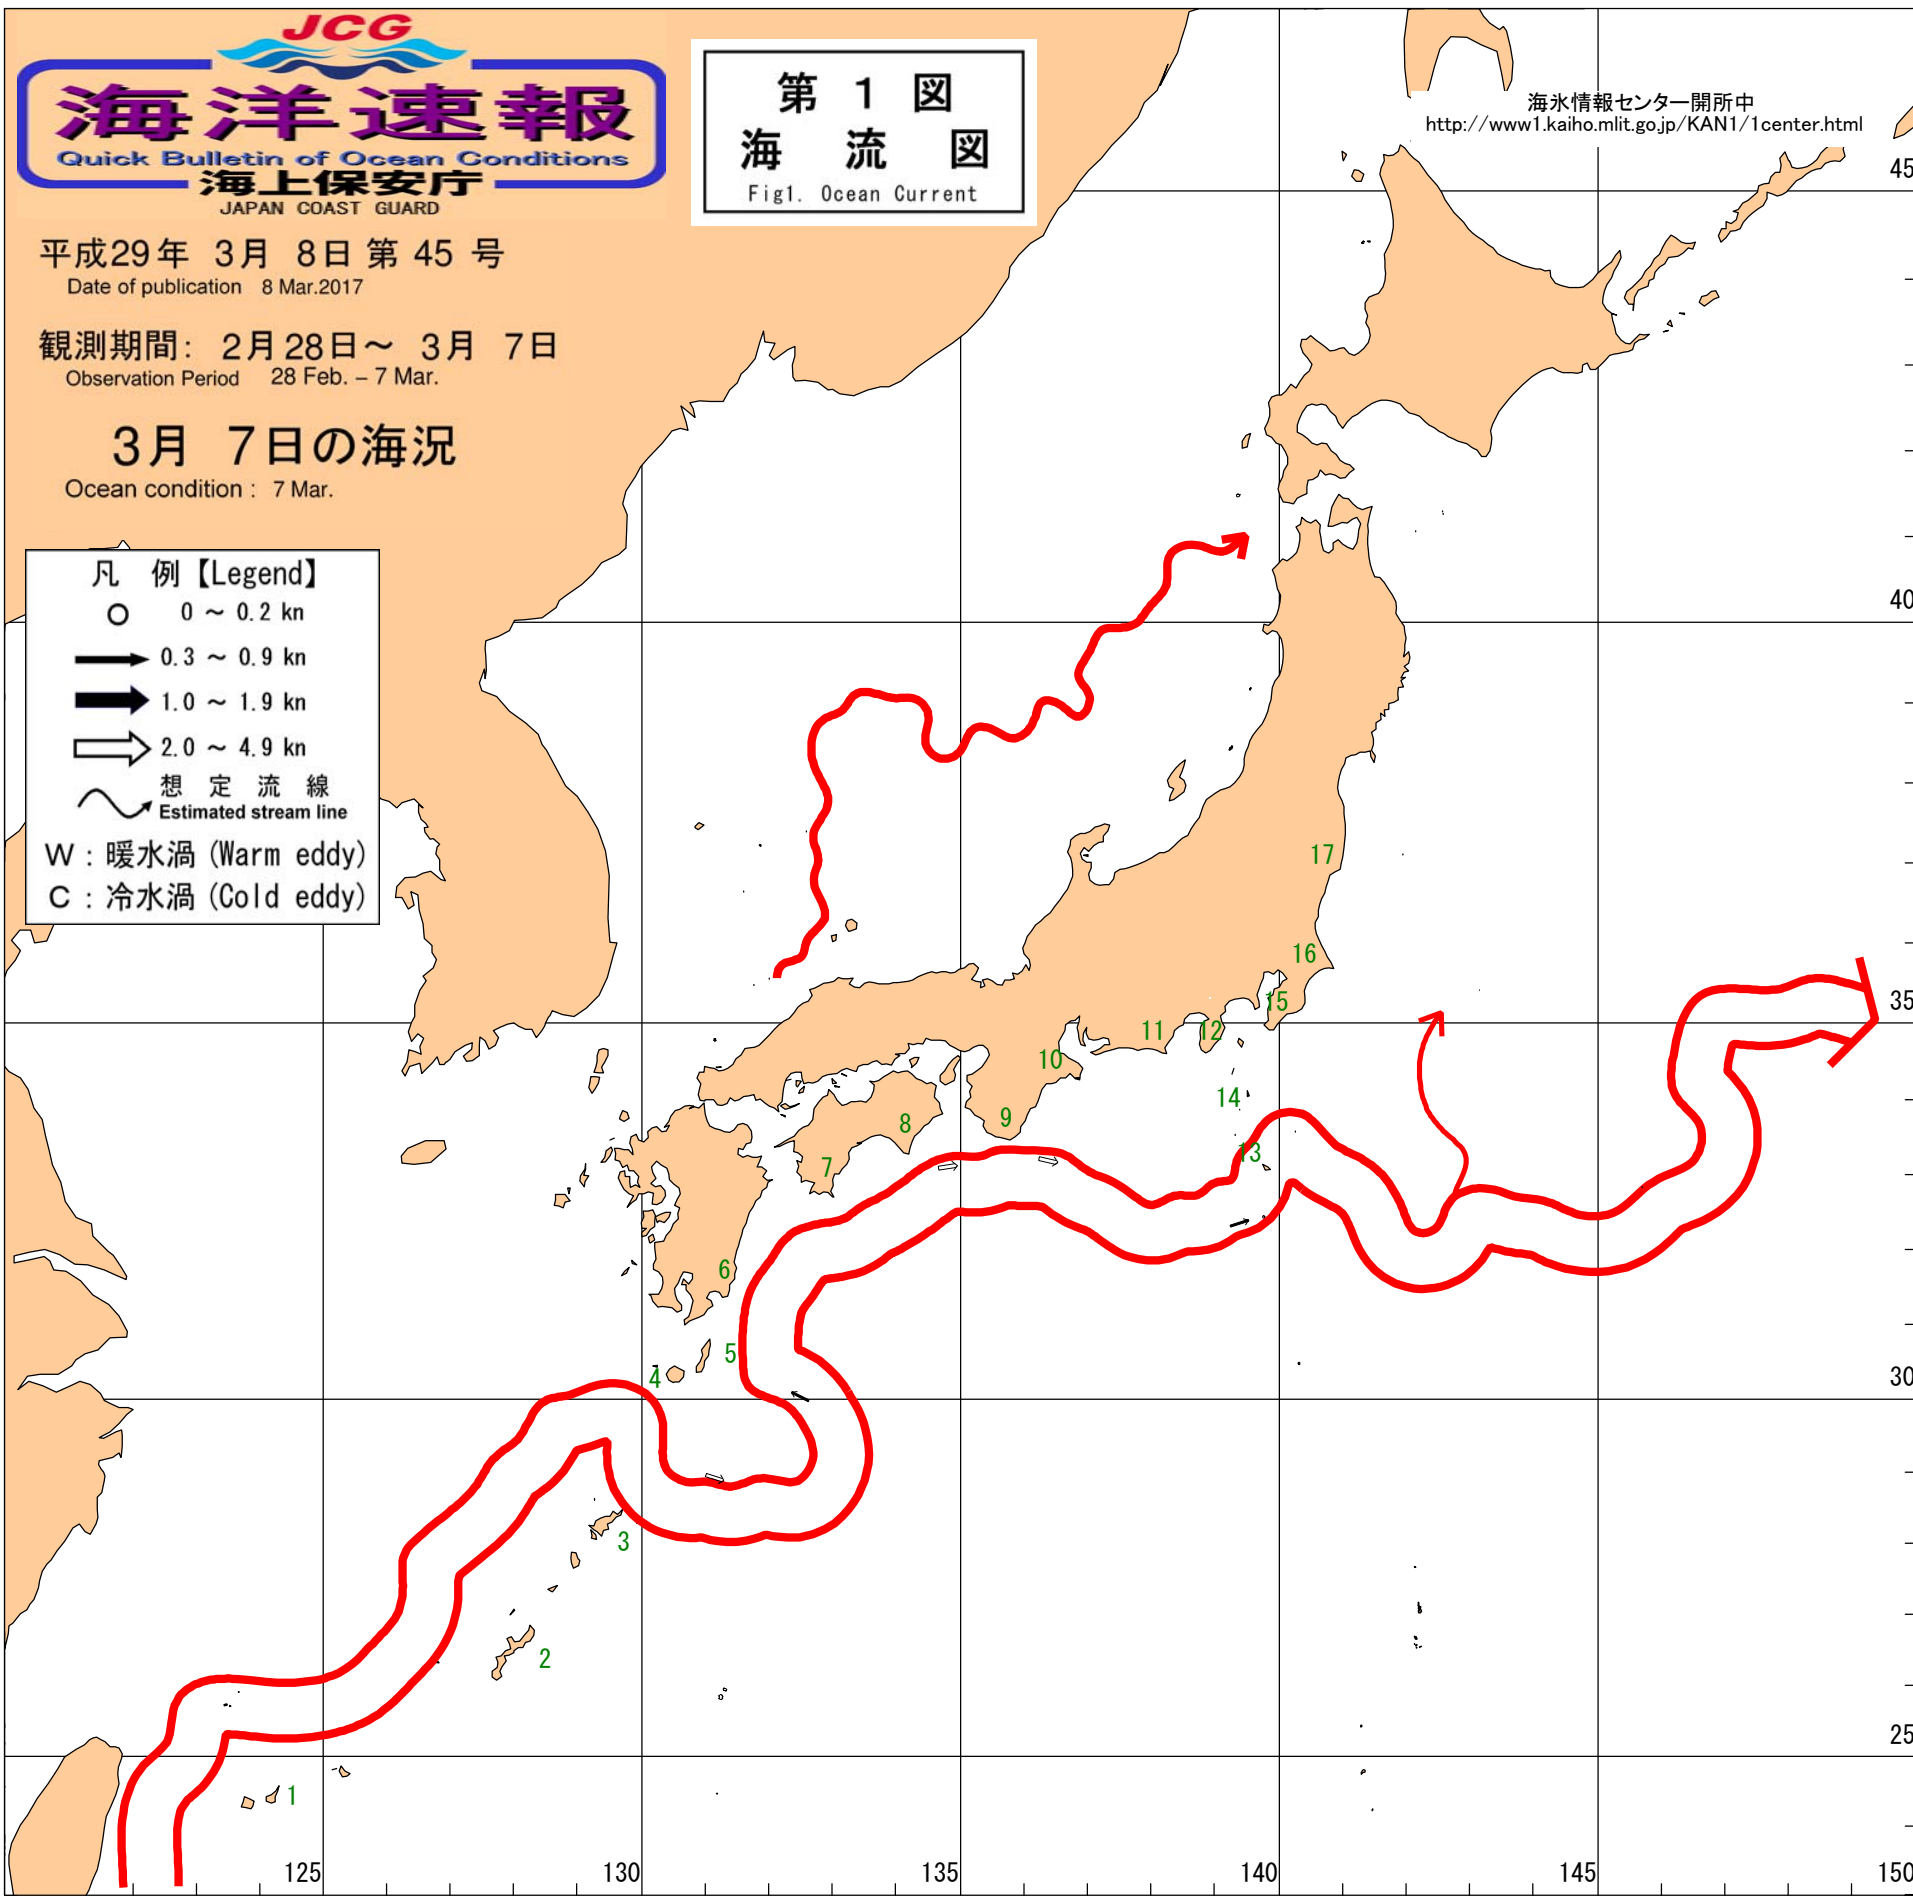 JCG
海洋速報
Quick Bulletin of Ocean Conditions
海上保安庁
JAPAN COAST GUARD
第 1 図
海 流 図
Fig1. Ocean Current
海氷情報センター開所中
http://www1.kaiho.mlit.go.jp/KAN1/1center.html
平成29年 3月 8日 第 45 号
Date of publication 8 Mar.2017
観測期間: 2月28日～ 3月 7日
Observation Period 28 Feb. – 7 Mar.
3月 7日の海況
Ocean condition : 7 Mar.
凡 例【Legend】
0 ～ 0.2 kn
0.3 ～ 0.9 kn
1.0 ～ 1.9 kn
2.0 ～ 4.9 kn
想 定 流 線
Estimated stream line
W : 暖水渦 (Warm eddy)
C : 冷水渦 (Cold eddy)
45
40
17
16
15
35
11
12
10
14
9
8
13
7
6
5
4
30
3
2
25
1
125
130
135
140
145
150